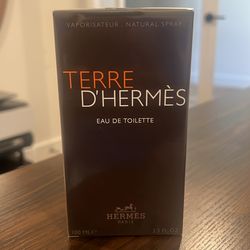 VAPORISATEUR . NATURAL SPRAY
TERRE
D'HERMÈS
EAU DE TOILETTE
HERMÈS
PARIS
100 ML ℮ 3.3 FL.OZ